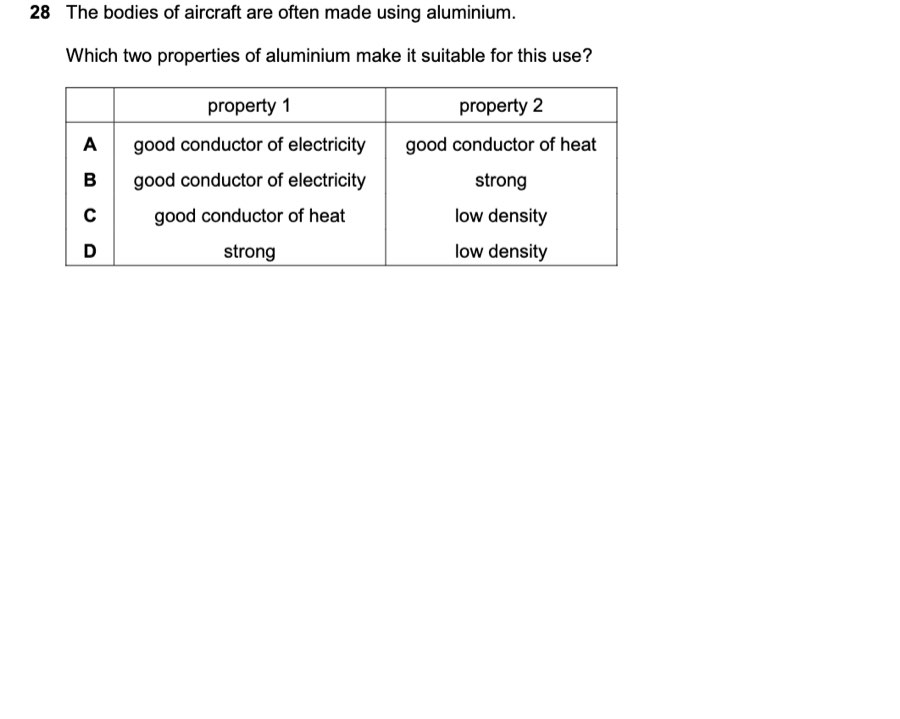 28 The bodies of aircraft are often made using aluminium.
Which two properties of aluminium make it suitable for this use?
property 1 property 2
A good conductor of electricity good conductor of heat
B good conductor of electricity strong
C good conductor of heat low density
D strong low density